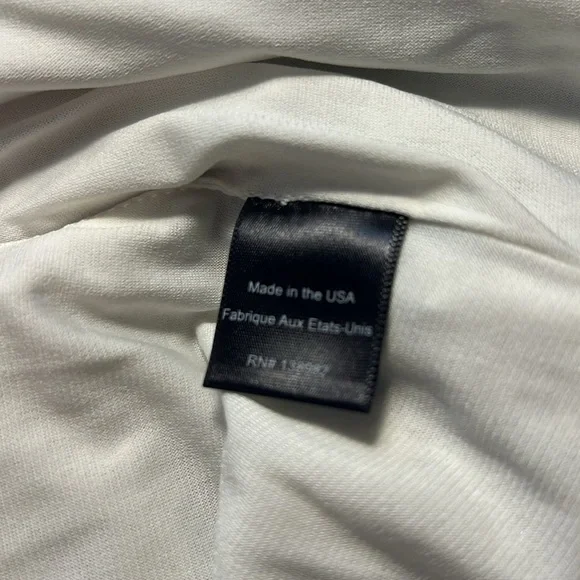 Made in the USA
Fabrique Aux Etats-Unis
RN#